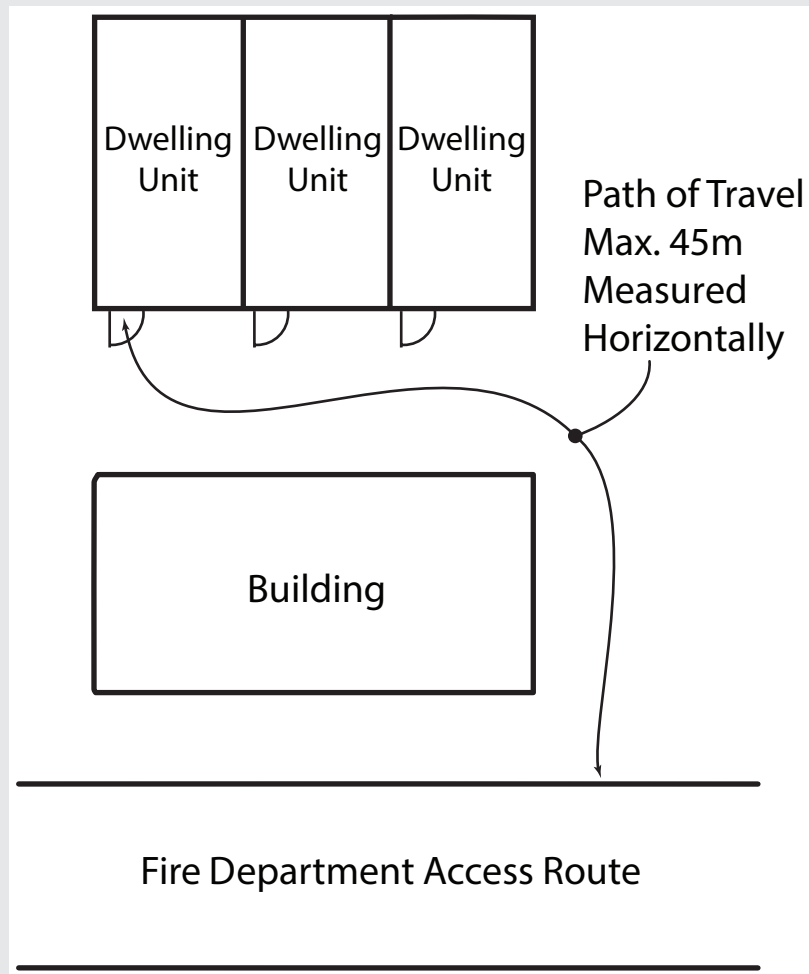 Dwelling
Unit
Dwelling
Unit
Dwelling
Unit
Path of Travel
Max. 45m
Measured
Horizontally
Building
Fire Department Access Route